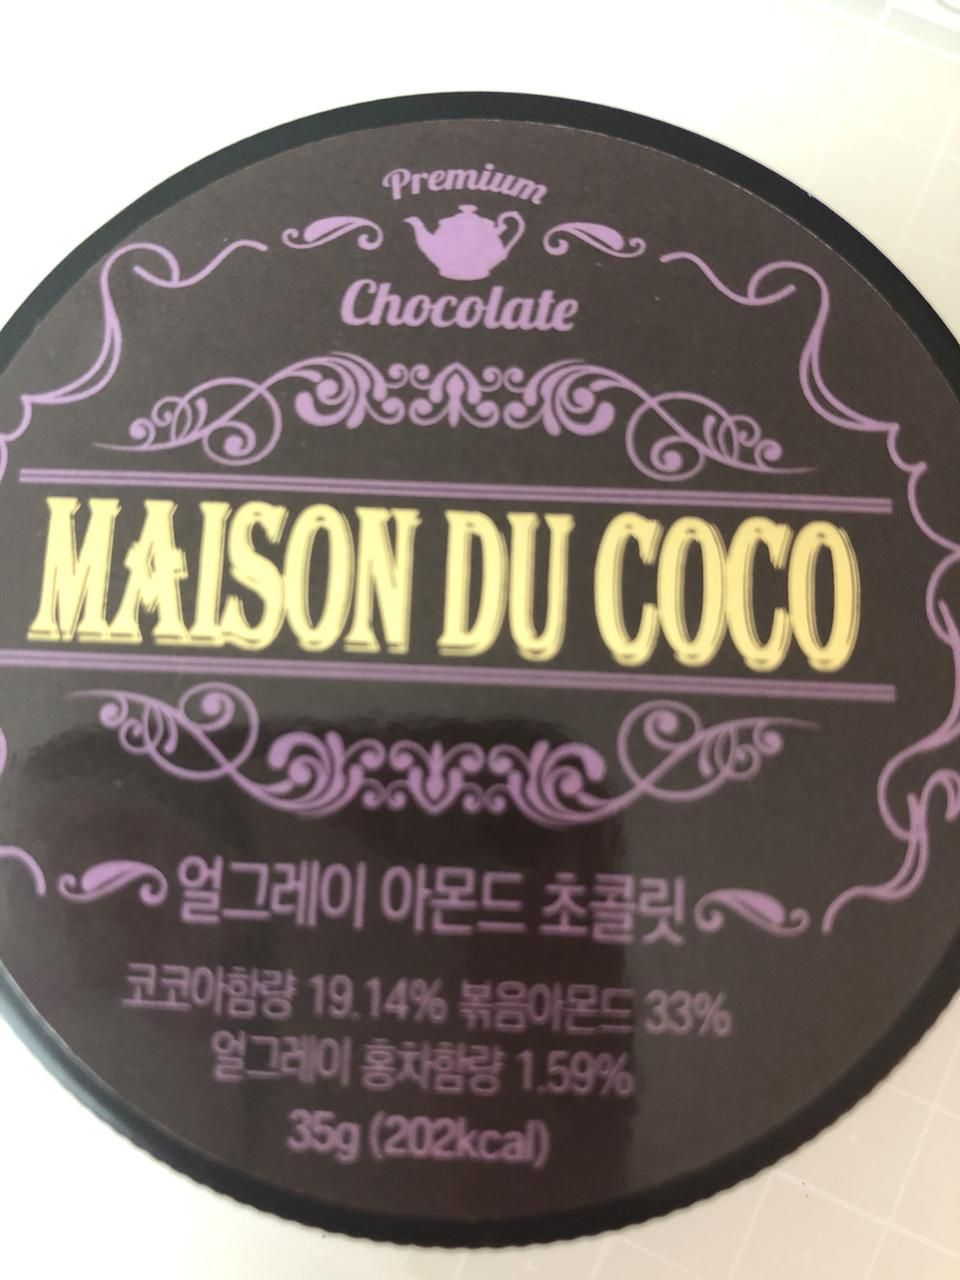 Premium
Chocolate
MAISON DU COCO
얼그레이 아몬드 초콜릿
코코아함량 19.14% 볶음아몬드 33%
얼그레이 홍차함량 1.59%
35g (202kcal)